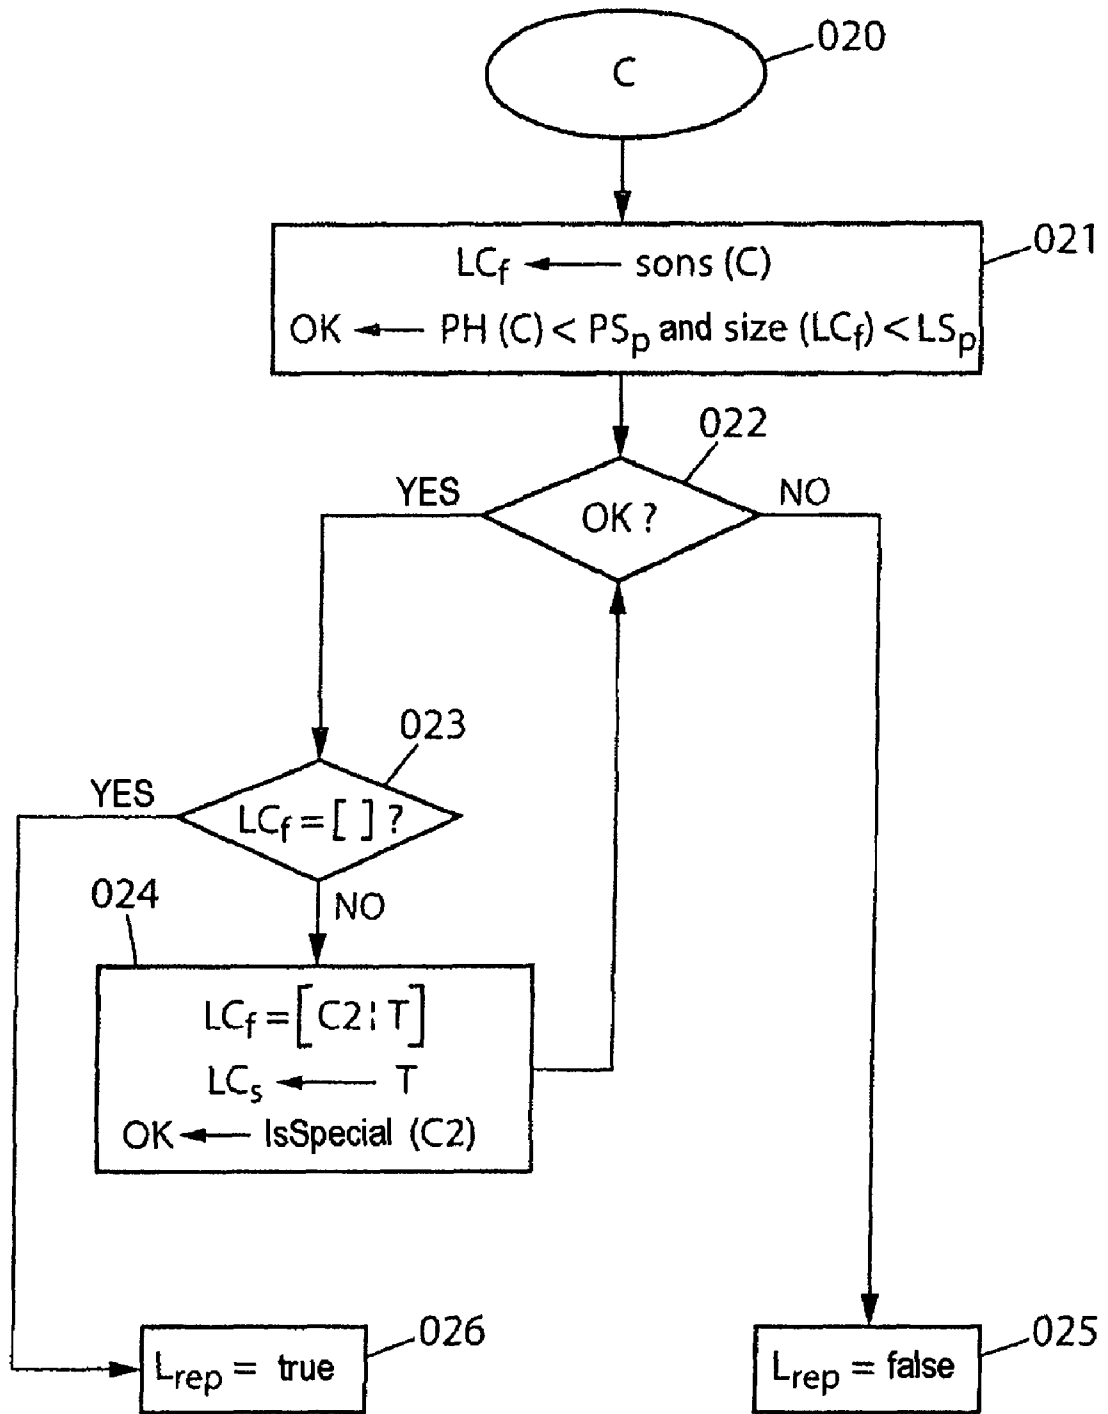 020
C
021
LCf ← sons (C)
OK ← PH (C) < PSp and size (LCf) < LSp
022
YES
NO
OK ?
023
YES
LCf = [ ] ?
024
NO
LCf = [C2 ¦ T]
LCs ← T
OK ← IsSpecial (C2)
026
Lrep = true
025
Lrep = false